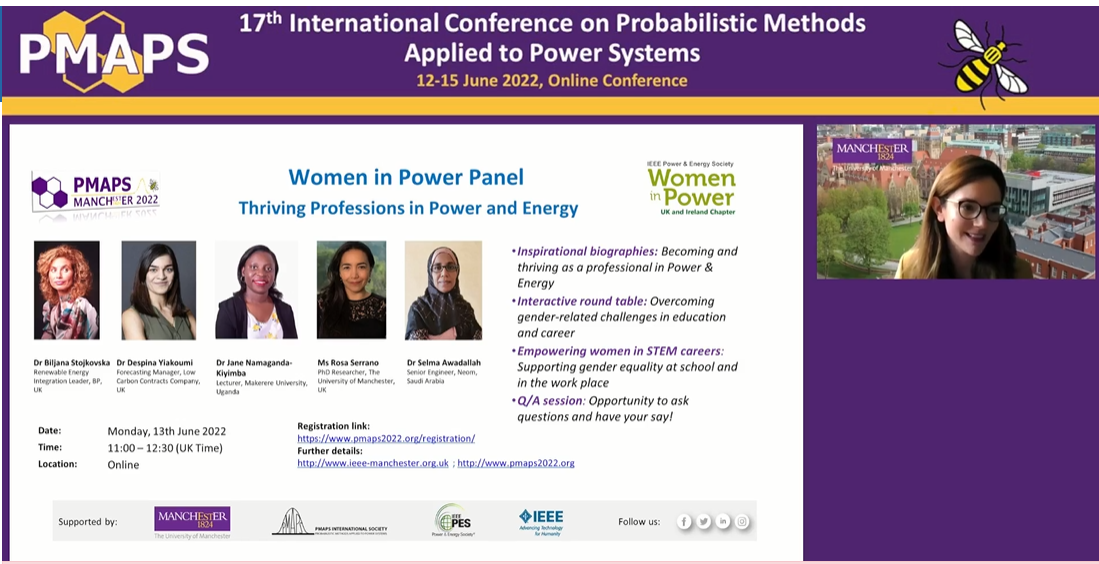 PMAPS
17th International Conference on Probabilistic Methods
Applied to Power Systems
12-15 June 2022, Online Conference
PMAPS
MANCHESTER 2022
Women in Power Panel
Thriving Professions in Power and Energy
IEEE Power & Energy Society
Women
in Power
UK and Ireland Chapter
MANCHESTER
1824
The University of Manchester
Dr Biljana Stojkovska
Renewable Energy
Integration Leader, BP,
UK
Dr Despina Yiakoumi
Forecasting Manager, Low
Carbon Contracts Company,
UK
Dr Jane Namaganda-
Kiyimba
Lecturer, Makerere University,
Uganda
Ms Rosa Serrano
PhD Researcher, The
University of Manchester,
UK
Dr Selma Awadallah
Senior Engineer, Neom,
Saudi Arabia
•Inspirational biographies: Becoming and
thriving as a professional in Power &
Energy
•Interactive round table: Overcoming
gender-related challenges in education
and career
•Empowering women in STEM careers:
Supporting gender equality at school and
in the work place
•Q/A session: Opportunity to ask
questions and have your say!
Date: Monday, 13th June 2022
Time: 11:00 – 12:30 (UK Time)
Location: Online
Registration link:
https://www.pmaps2022.org/registration/
Further details:
http://www.ieee-manchester.org.uk ; http://www.pmaps2022.org
Supported by:
MANCHESTER
1824
The University of Manchester
PMAPS INTERNATIONAL SOCIETY
PROBABILISTIC METHODS APPLIED TO POWER SYSTEMS
IEEE
PES
Power & Energy Society®
IEEE
Advancing Technology
for Humanity
Follow us: